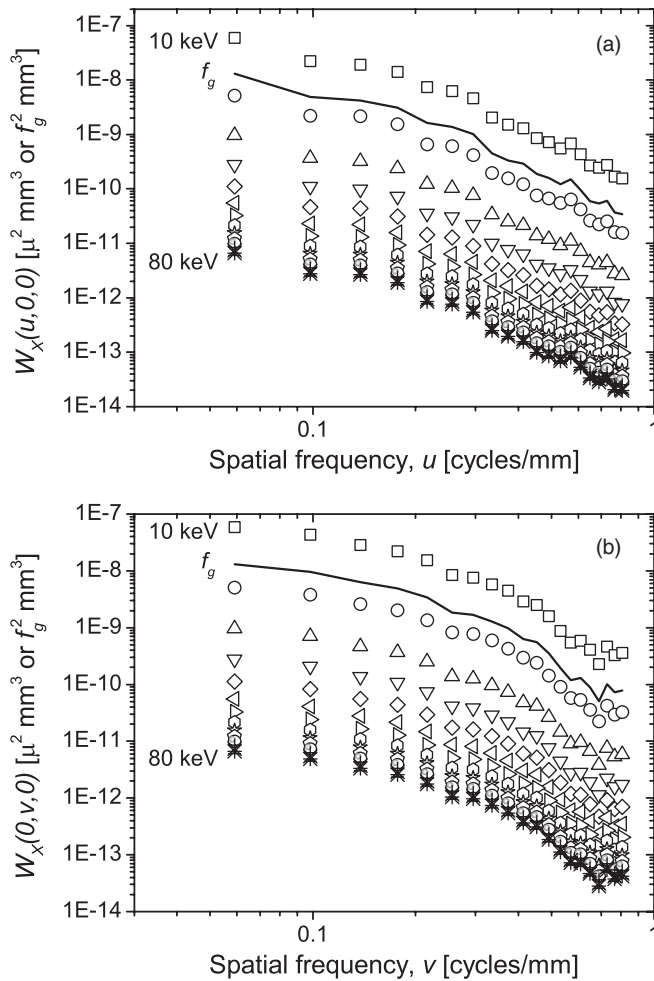 (a)
1E-7
1E-8
1E-9
1E-10
1E-11
1E-12
1E-13
1E-14
10 keV
f_g
80 keV
W_X(u,0,0) [μ² mm³ or f_g² mm³]
0.1
Spatial frequency, u [cycles/mm]
(b)
1E-7
1E-8
1E-9
1E-10
1E-11
1E-12
1E-13
1E-14
10 keV
f_g
80 keV
W_X(0,v,0) [μ² mm³ or f_g² mm³]
0.1
Spatial frequency, v [cycles/mm]